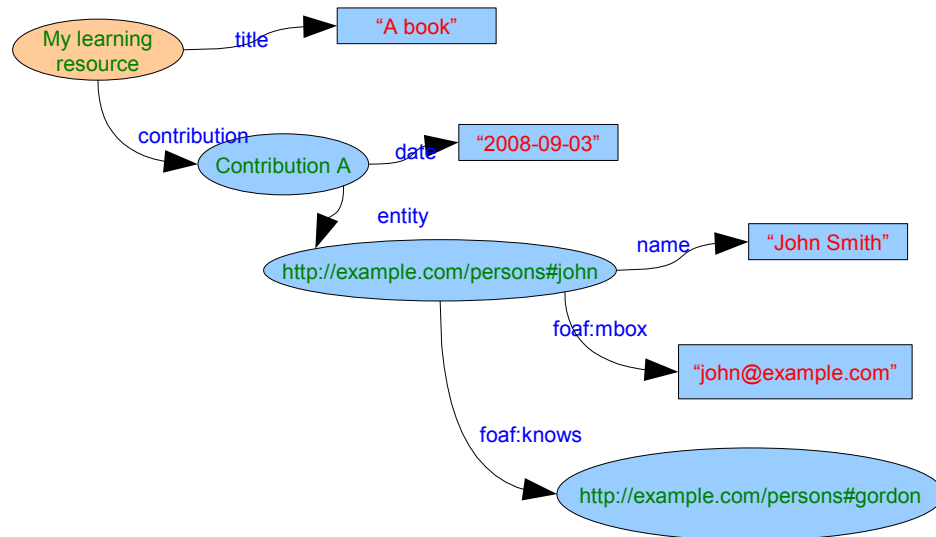 My learning
resource
title
“A book”
contribution
Contribution A
date
“2008-09-03”
entity
http://example.com/persons#john
name
“John Smith”
foaf:mbox
“john@example.com”
foaf:knows
http://example.com/persons#gordon